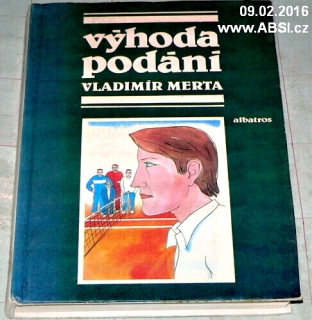 09.02.2016
www.ABSI.cz
výhoda
podání
VLADIMÍR MERTA
albatros